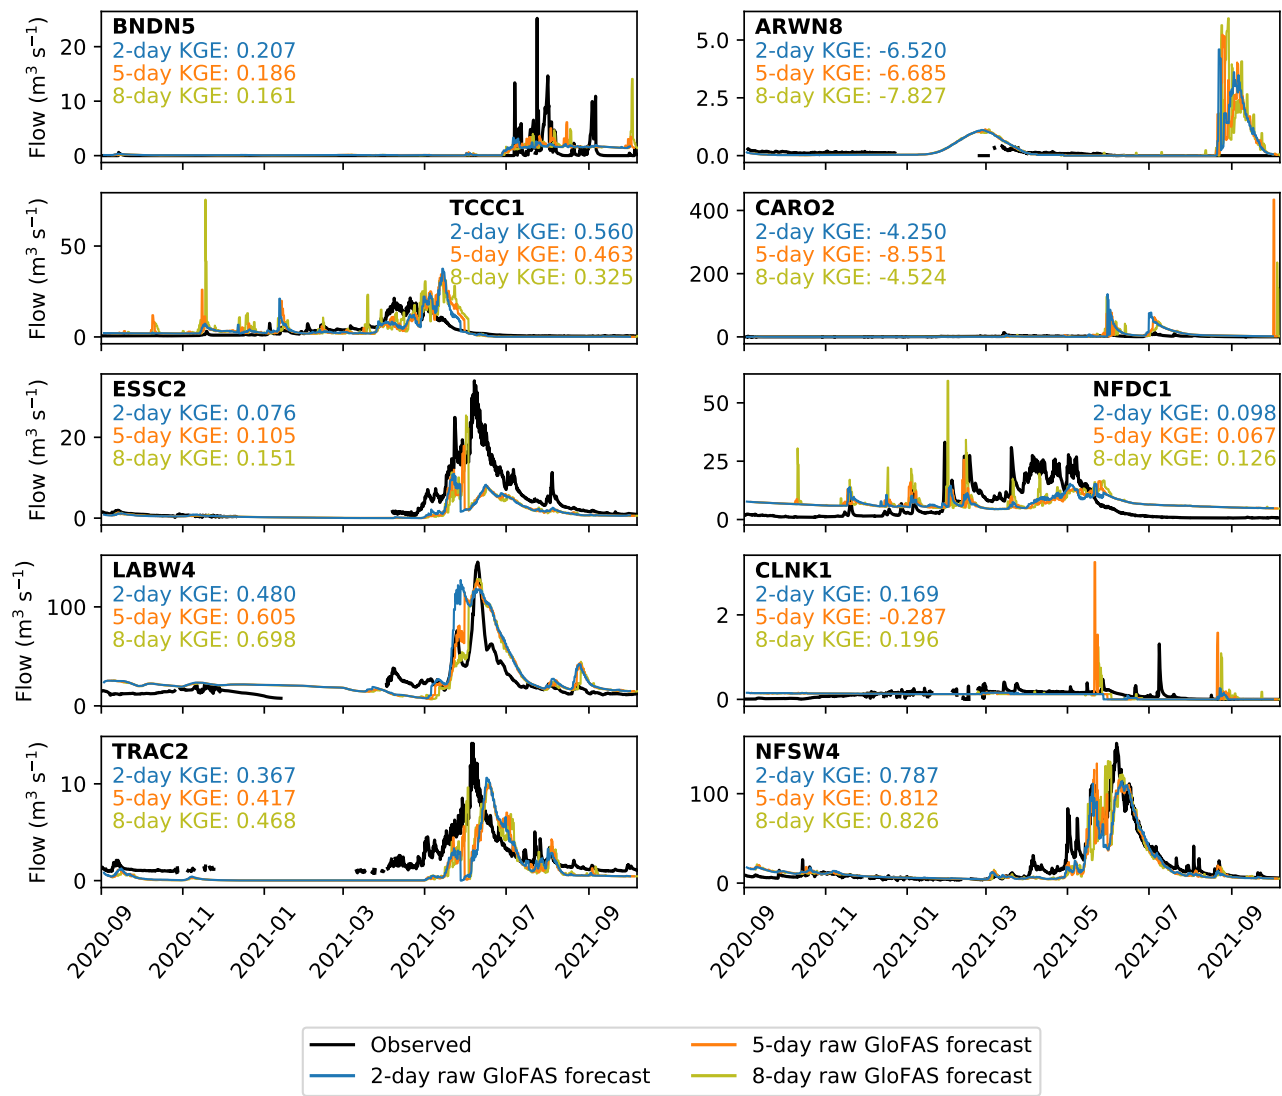 BNDN5
2-day KGE: 0.207
5-day KGE: 0.186
8-day KGE: 0.161
Flow (m³ s⁻¹)
20
10
0
ARWN8
2-day KGE: -6.520
5-day KGE: -6.685
8-day KGE: -7.827
5.0
2.5
0.0
TCCC1
2-day KGE: 0.560
5-day KGE: 0.463
8-day KGE: 0.325
Flow (m³ s⁻¹)
50
0
CARO2
2-day KGE: -4.250
5-day KGE: -8.551
8-day KGE: -4.524
400
200
0
ESSC2
2-day KGE: 0.076
5-day KGE: 0.105
8-day KGE: 0.151
Flow (m³ s⁻¹)
20
0
NFDC1
2-day KGE: 0.098
5-day KGE: 0.067
8-day KGE: 0.126
50
25
0
LABW4
2-day KGE: 0.480
5-day KGE: 0.605
8-day KGE: 0.698
Flow (m³ s⁻¹)
100
0
CLNK1
2-day KGE: 0.169
5-day KGE: -0.287
8-day KGE: 0.196
2
0
TRAC2
2-day KGE: 0.367
5-day KGE: 0.417
8-day KGE: 0.468
Flow (m³ s⁻¹)
10
0
NFSW4
2-day KGE: 0.787
5-day KGE: 0.812
8-day KGE: 0.826
100
0
2020-09
2020-11
2021-01
2021-03
2021-05
2021-07
2021-09
2020-09
2020-11
2021-01
2021-03
2021-05
2021-07
2021-09
Observed
2-day raw GloFAS forecast
5-day raw GloFAS forecast
8-day raw GloFAS forecast